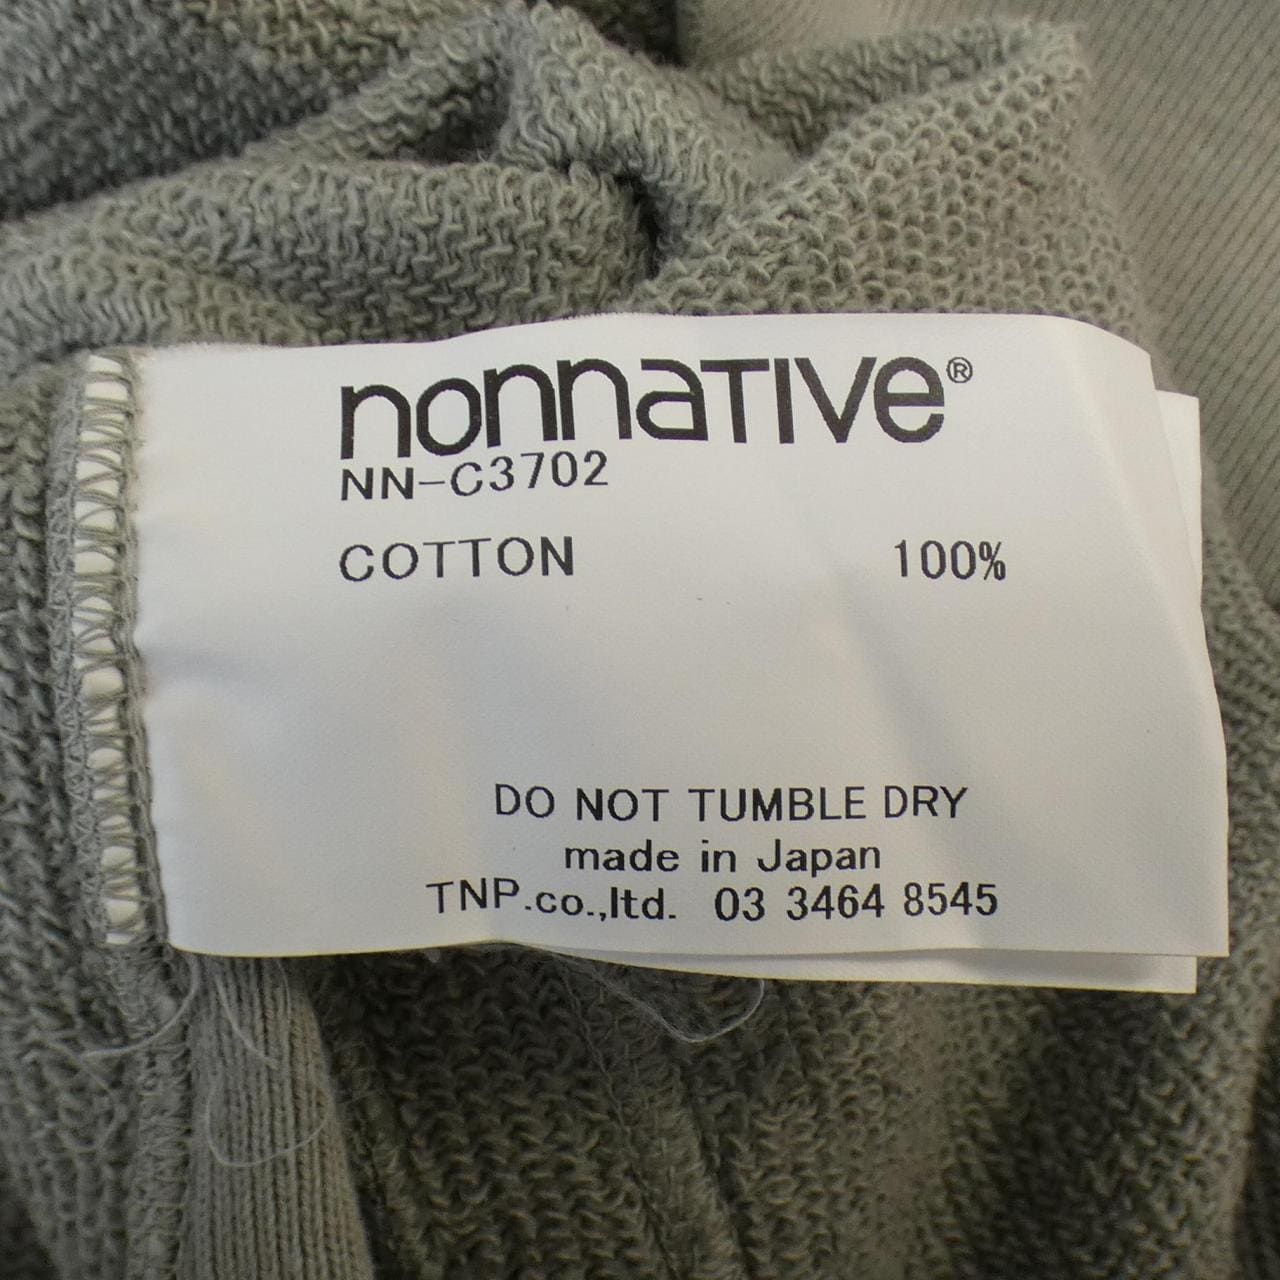 nonnative®
NN-C3702
COTTON 100%
DO NOT TUMBLE DRY
made in Japan
TNP.co.,ltd. 03 3464 8545